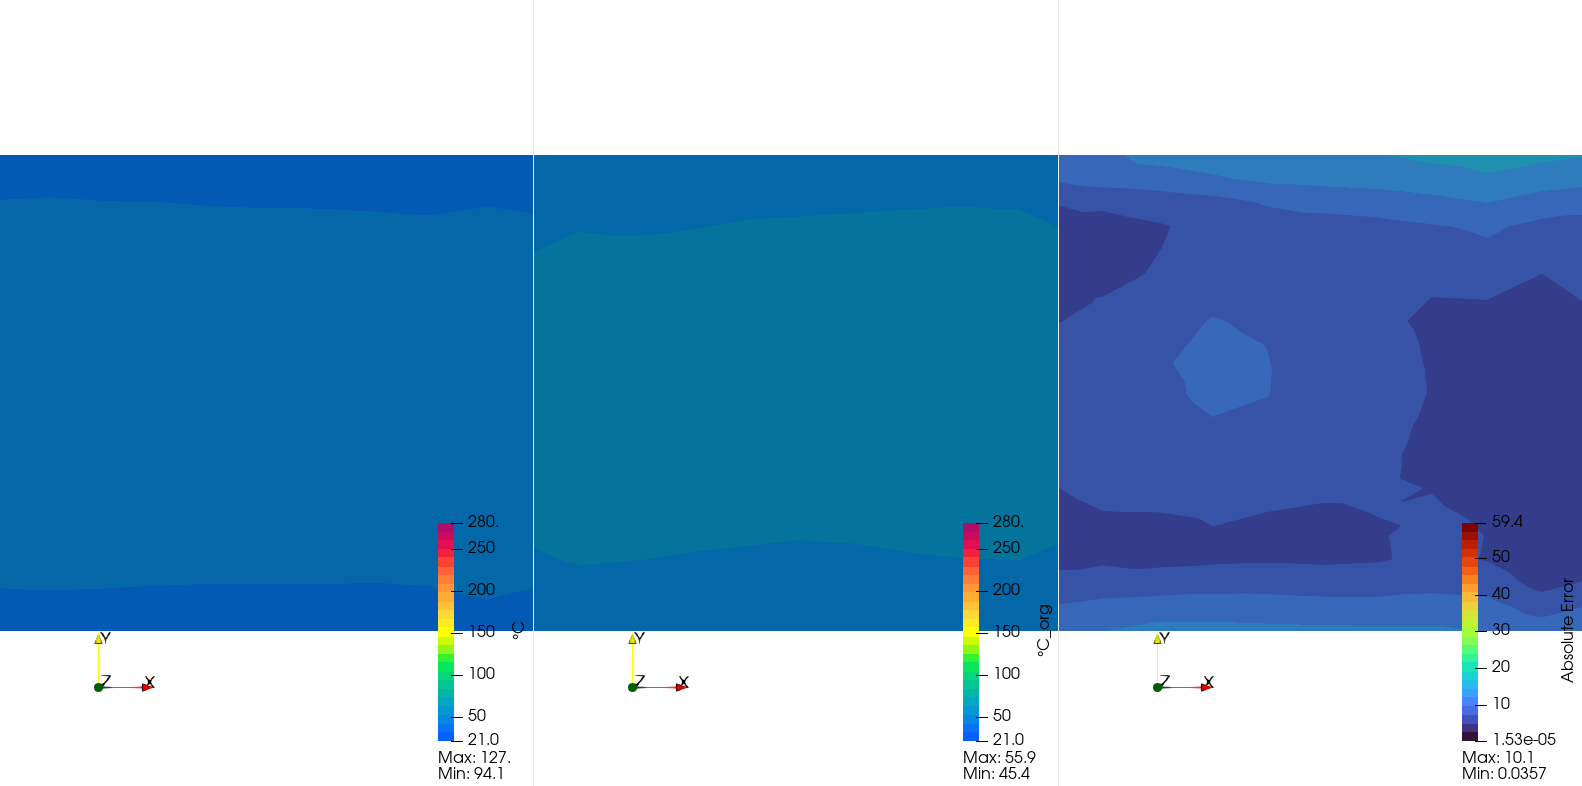 280.
250
200
150
100
50
21.0
°C
Max: 127.
Min: 94.1
Y
Z
X
280.
250
200
150
100
50
21.0
°C_org
Max: 55.9
Min: 45.4
Y
Z
X
59.4
50
40
30
20
10
1.53e-05
Absolute Error
Max: 10.1
Min: 0.0357
Y
Z
X